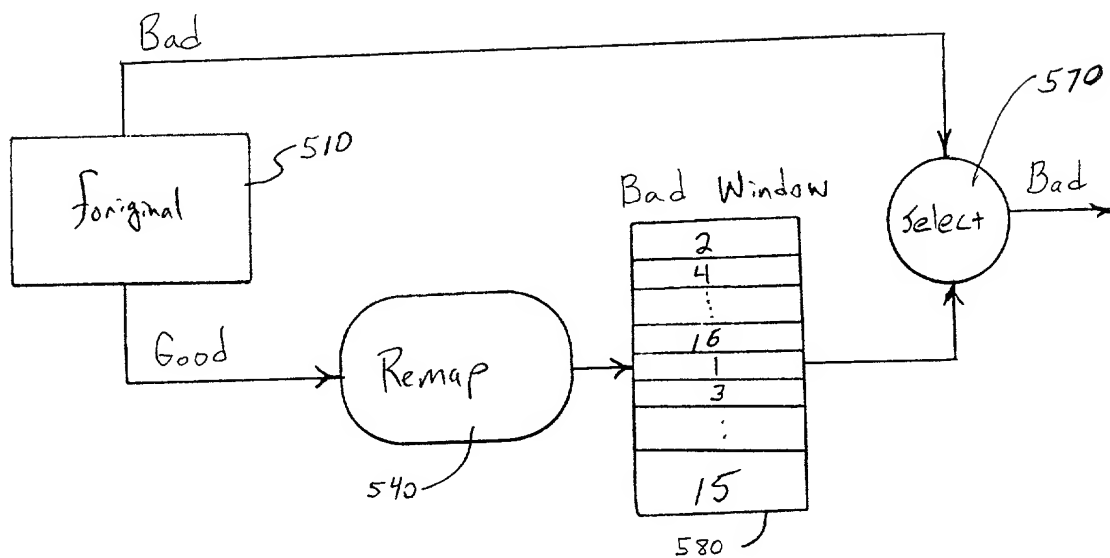 Bad
570
510
foriginal
Bad Window
Select
Bad
2
4
⋮
16
1
3
⋮
15
Good
Remap
540
580